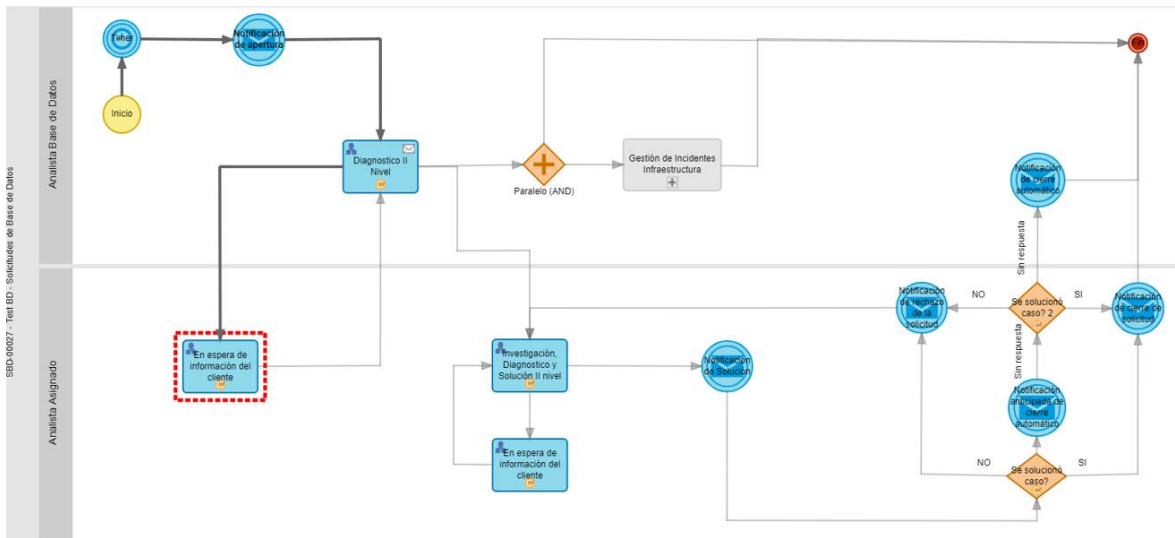 SBD-00027 - Test BD - Solicitudes de Base de Datos
Analista Base de Datos
Timer
Notificación
de apertura
Inicio
Diagnostico II
Nivel
Paralelo (AND)
Gestión de Incidentes
Infraestructura
Fin
Notificación
de cierre
automático
Sin respuesta
Analista Asignado
En espera de
información del
cliente
Investigación,
Diagnostico y
Solución II nivel
En espera de
información del
cliente
Notificación
de Solución
Notificación
de rechazo
de la
solicitud
NO
Se solucionó
caso? 2
SI
Notificación
de cierre de
solicitud
Sin respuesta
Notificación
anticipada de
cierre
automático
NO
Se solucionó
caso?
SI